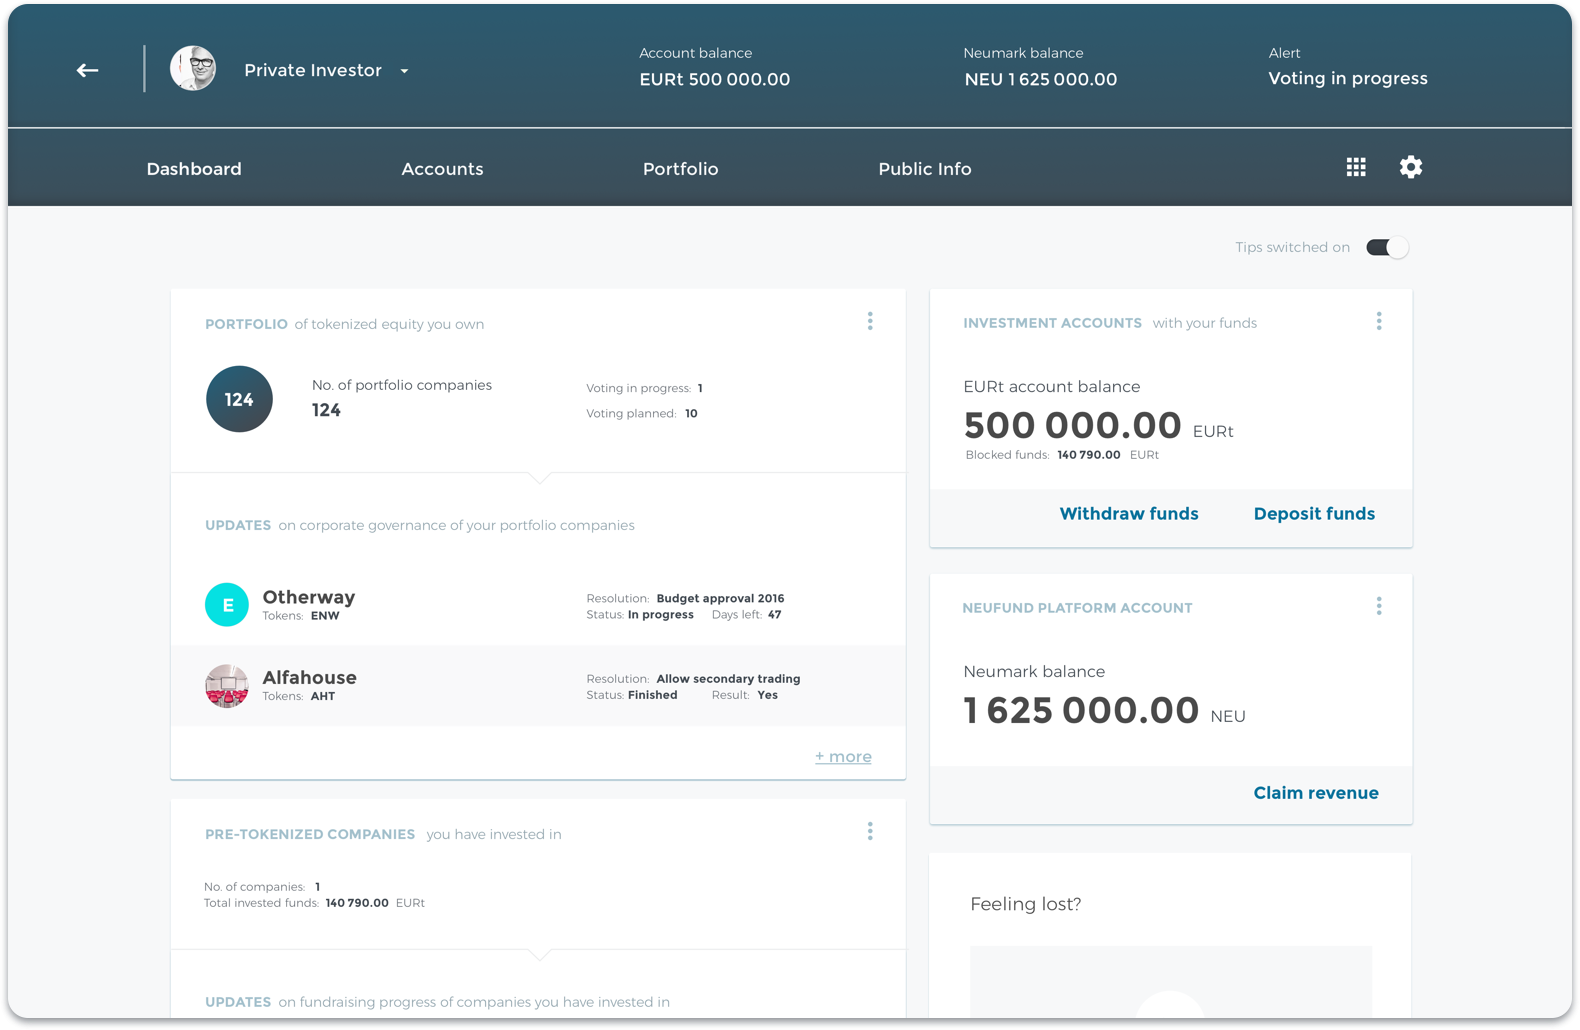 Private Investor
Account balance
EURt 500 000.00
Neumark balance
NEU 1 625 000.00
Alert
Voting in progress
Dashboard
Accounts
Portfolio
Public Info
Tips switched on
PORTFOLIO of tokenized equity you own
124
No. of portfolio companies
124
Voting in progress: 1
Voting planned: 10
UPDATES on corporate governance of your portfolio companies
E
Otherway
Tokens: ENW
Resolution: Budget approval 2016
Status: In progress Days left: 47
Alfahouse
Tokens: AHT
Resolution: Allow secondary trading
Status: Finished Result: Yes
+ more
PRE-TOKENIZED COMPANIES you have invested in
No. of companies: 1
Total invested funds: 140 790.00 EURt
UPDATES on fundraising progress of companies you have invested in
INVESTMENT ACCOUNTS with your funds
EURt account balance
500 000.00 EURt
Blocked funds: 140 790.00 EURt
Withdraw funds
Deposit funds
NEUFUND PLATFORM ACCOUNT
Neumark balance
1 625 000.00 NEU
Claim revenue
Feeling lost?